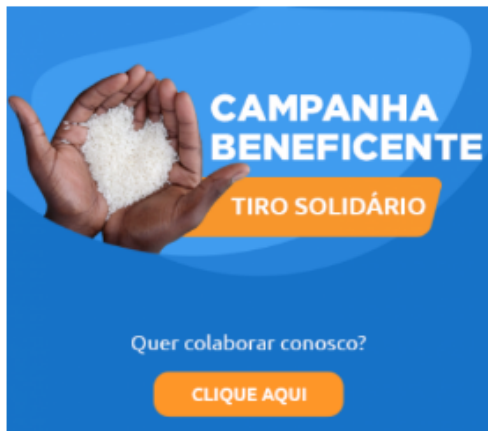 CAMPANHA
BENEFICENTE
TIRO SOLIDÁRIO
Quer colaborar conosco?
CLIQUE AQUI